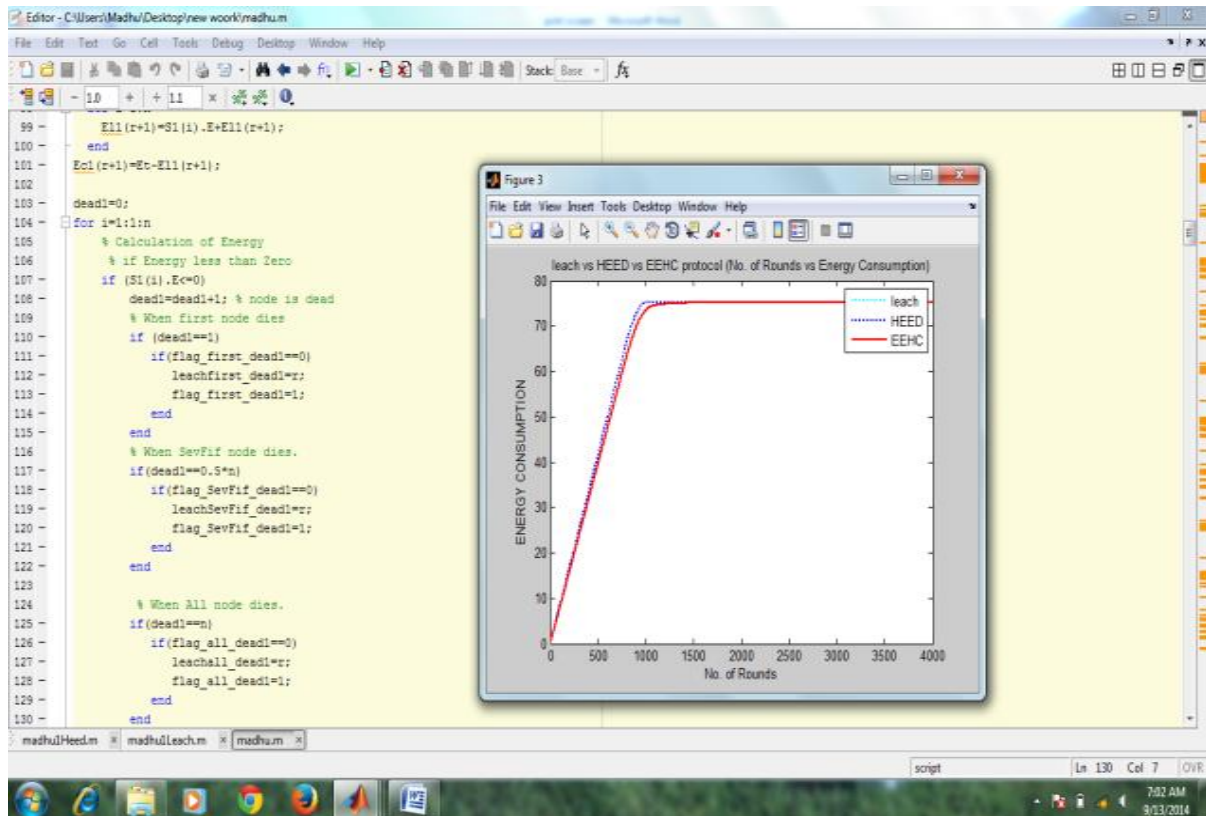 Editor - C:\Users\Madhu\Desktop\new woork\madhu.m
File Edit Text Go Cell Tools Debug Desktop Window Help
Stack: Base
- 1.0 + ÷ 1.1 ×
99 - E11(r+1)=S1(i).E+E11(r+1);
100 - end
101 - Ec1(r+1)=Et-E11(r+1);
102
103 - dead1=0;
104 - for i=1:1:n
105 % Calculation of Energy
106 % if Energy less than Zero
107 - if (S1(i).E<=0)
108 - dead1=dead1+1; % node is dead
109 % When first node dies
110 - if (dead1==1)
111 - if(flag_first_dead1==0)
112 - leachfirst_dead1=r;
113 - flag_first_dead1=1;
114 - end
115 - end
116 % When SevFif node dies.
117 - if(dead1==0.5*n)
118 - if(flag_SevFif_dead1==0)
119 - leachSevFif_dead1=r;
120 - flag_SevFif_dead1=1;
121 - end
122 - end
123
124 % When All node dies.
125 - if(dead1==n)
126 - if(flag_all_dead1==0)
127 - leachall_dead1=r;
128 - flag_all_dead1=1;
129 - end
130 - end
Figure 3
File Edit View Insert Tools Desktop Window Help
leach vs HEED vs EEHC protocol (No. of Rounds vs Energy Consumption)
leach
HEED
EEHC
ENERGY CONSUMPTION
80
70
60
50
40
30
20
10
0
0 500 1000 1500 2000 2500 3000 3500 4000
No. of Rounds
madhu1Heed.m × madhu1Leach.m × madhu.m ×
script Ln 130 Col 7 OVR
7:02 AM
9/13/2014